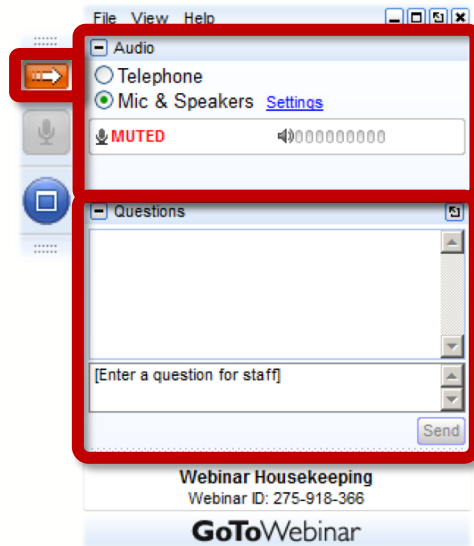 File View Help
Audio
Telephone
Mic & Speakers Settings
MUTED
000000000
Questions
[Enter a question for staff]
Send
Webinar Housekeeping
Webinar ID: 275-918-366
GoToWebinar